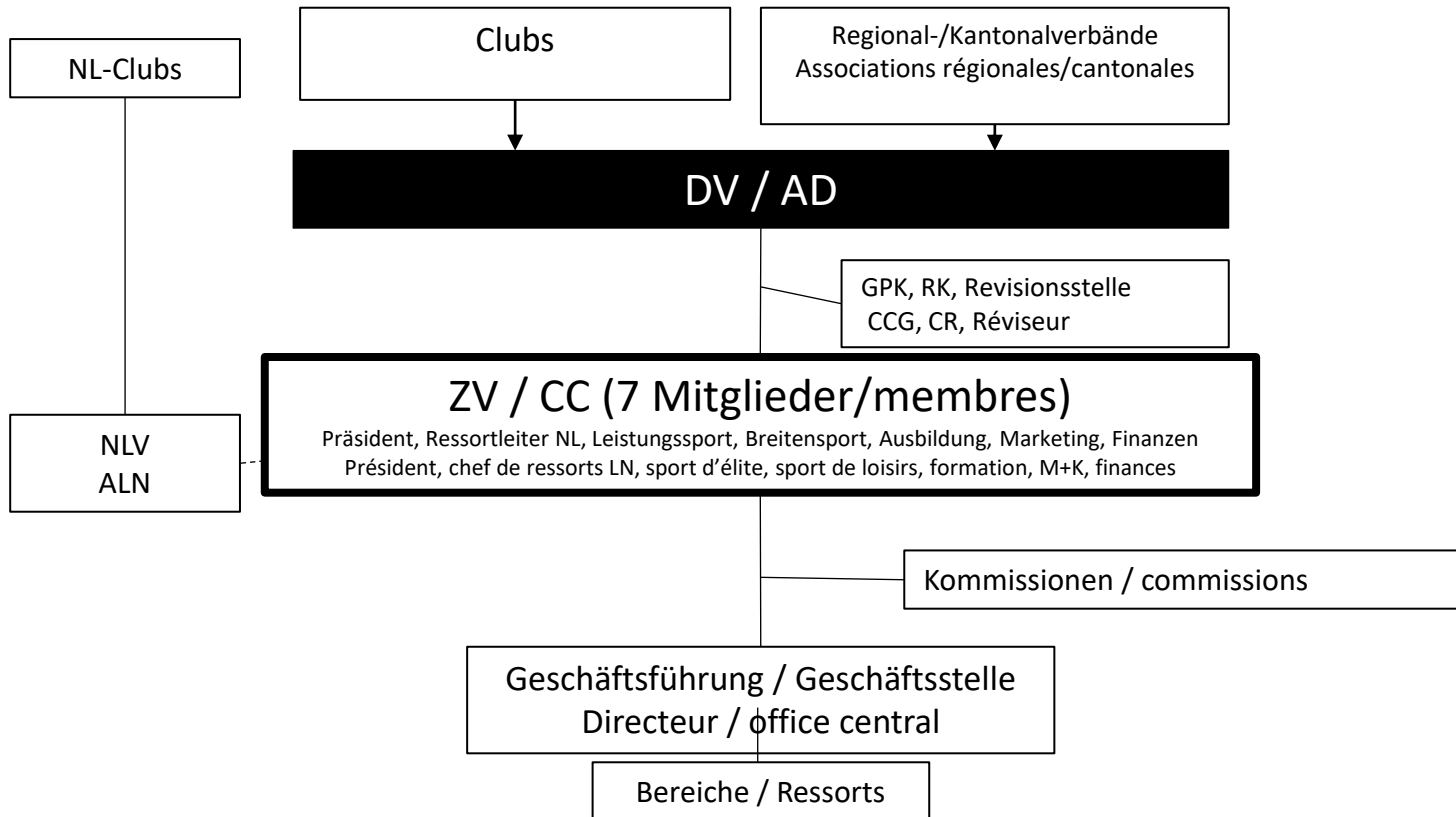 NL-Clubs
Clubs
Regional-/Kantonalverbände
Associations régionales/cantonales
DV / AD
GPK, RK, Revisionsstelle
CCG, CR, Réviseur
ZV / CC (7 Mitglieder/membres)
Präsident, Ressortleiter NL, Leistungssport, Breitensport, Ausbildung, Marketing, Finanzen
Président, chef de ressorts LN, sport d’élite, sport de loisirs, formation, M+K, finances
NLV
ALN
Kommissionen / commissions
Geschäftsführung / Geschäftsstelle
Directeur / office central
Bereiche / Ressorts